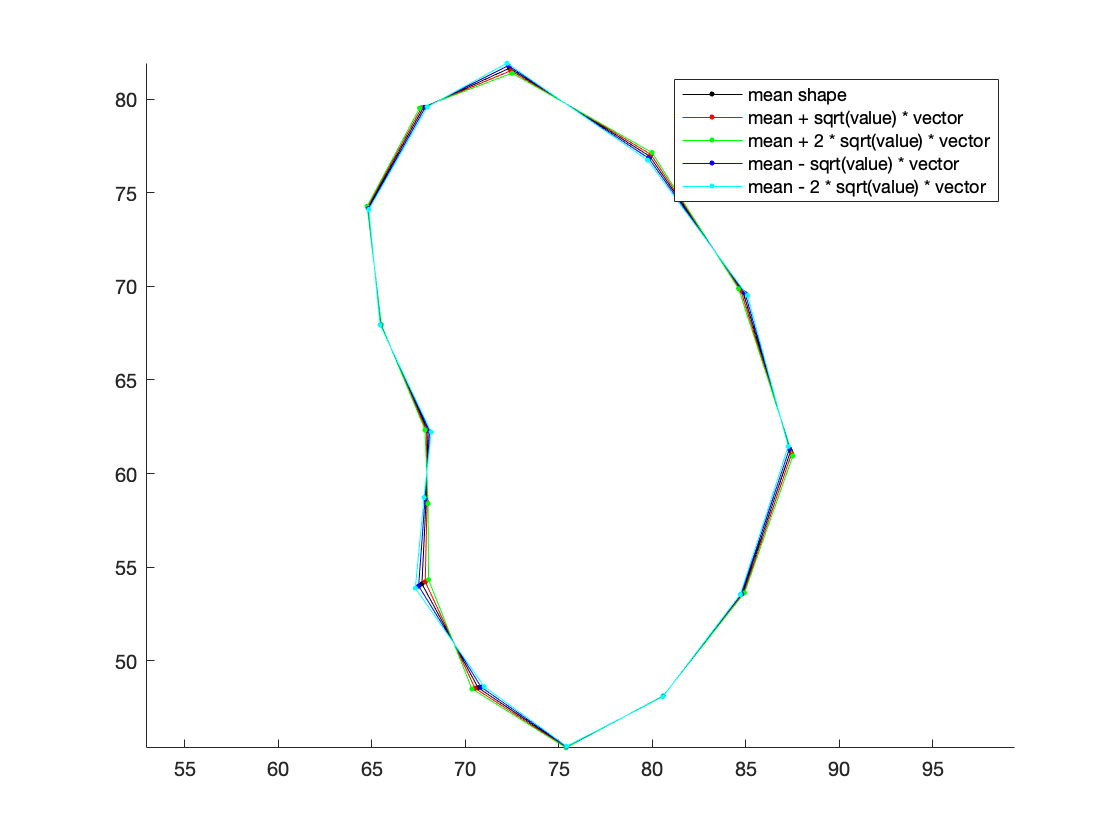 80
75
70
65
60
55
50
55 60 65 70 75 80 85 90 95
mean shape
mean + sqrt(value) * vector
mean + 2 * sqrt(value) * vector
mean - sqrt(value) * vector
mean - 2 * sqrt(value) * vector